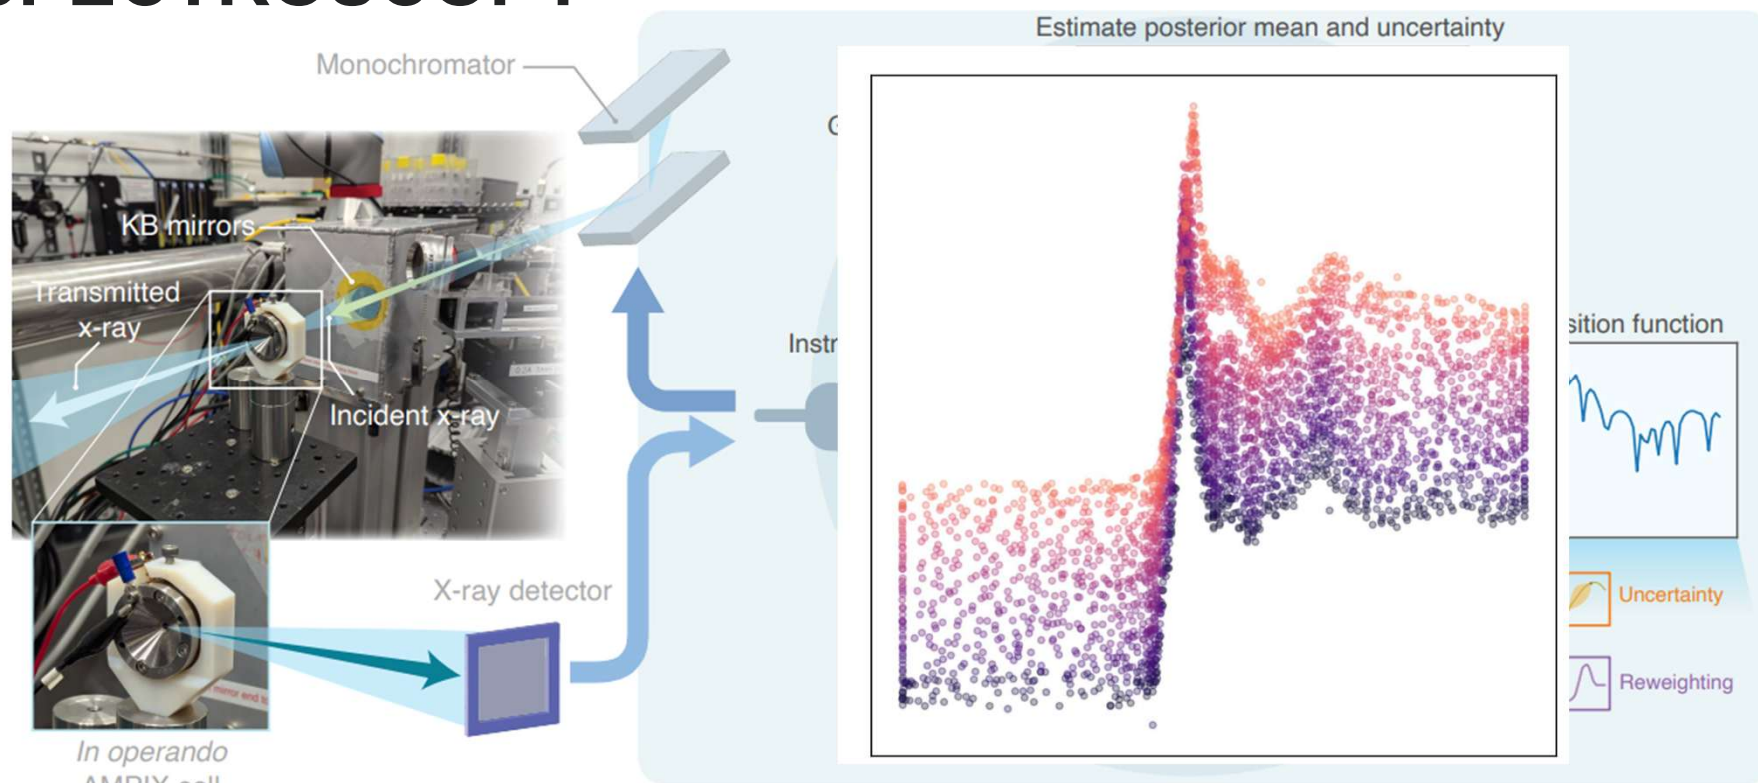 Estimate posterior mean and uncertainty
Monochromator
KB mirrors
Transmitted
x-ray
Incident x-ray
sition function
X-ray detector
Uncertainty
Reweighting
In operando